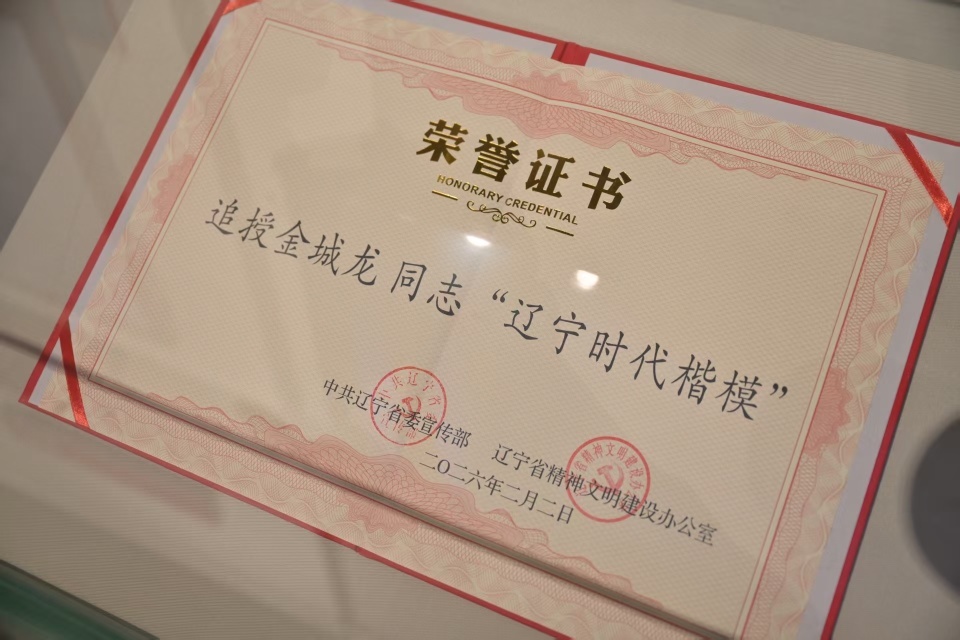 荣誉证书
HONORARY CREDENTIAL
追授金城龙同志“辽宁时代楷模”
中共辽宁省委宣传部 辽宁省精神文明建设办公室
二〇二六年二月二日